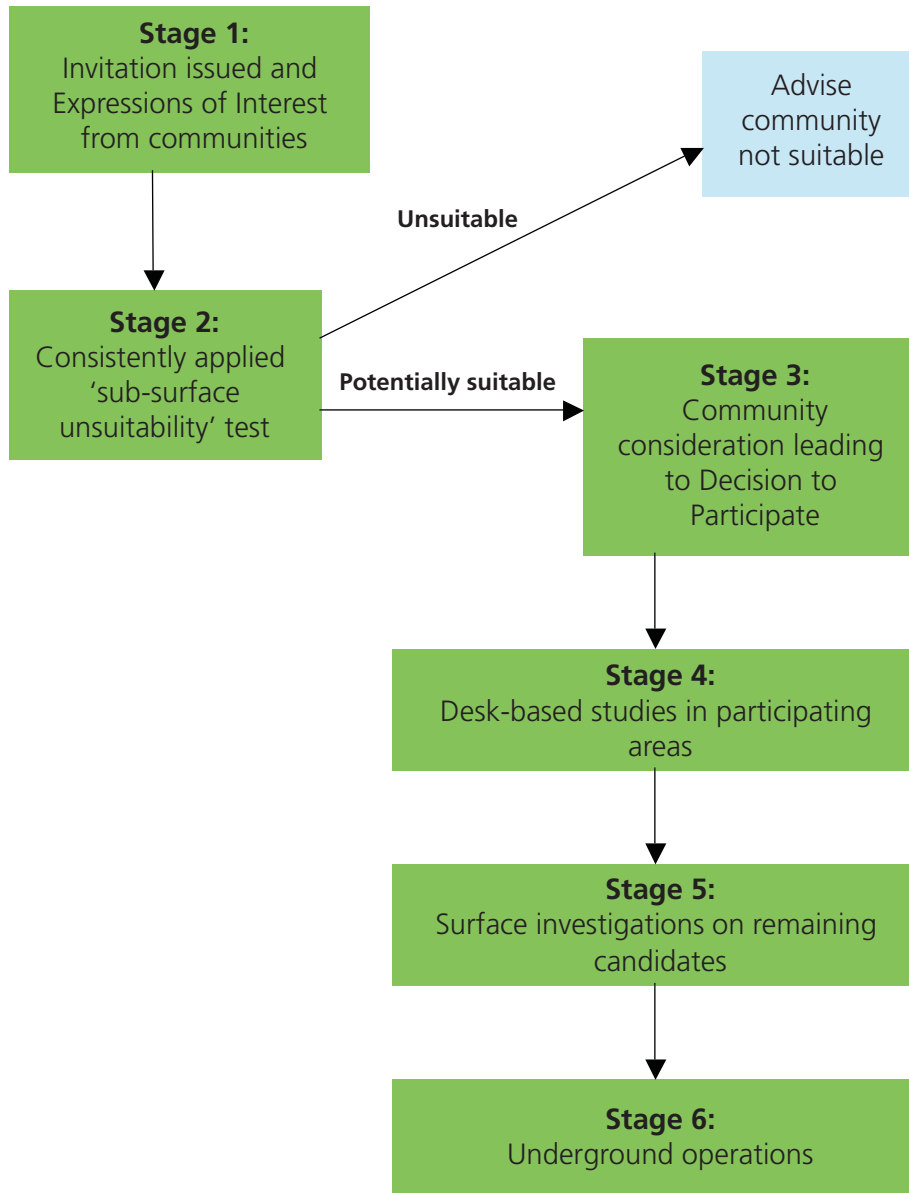 Stage 1:
Invitation issued and
Expressions of Interest
from communities
Advise
community
not suitable
Unsuitable
Stage 2:
Consistently applied
‘sub-surface
unsuitability’ test
Potentially suitable
Stage 3:
Community
consideration leading
to Decision to
Participate
Stage 4:
Desk-based studies in participating
areas
Stage 5:
Surface investigations on remaining
candidates
Stage 6:
Underground operations